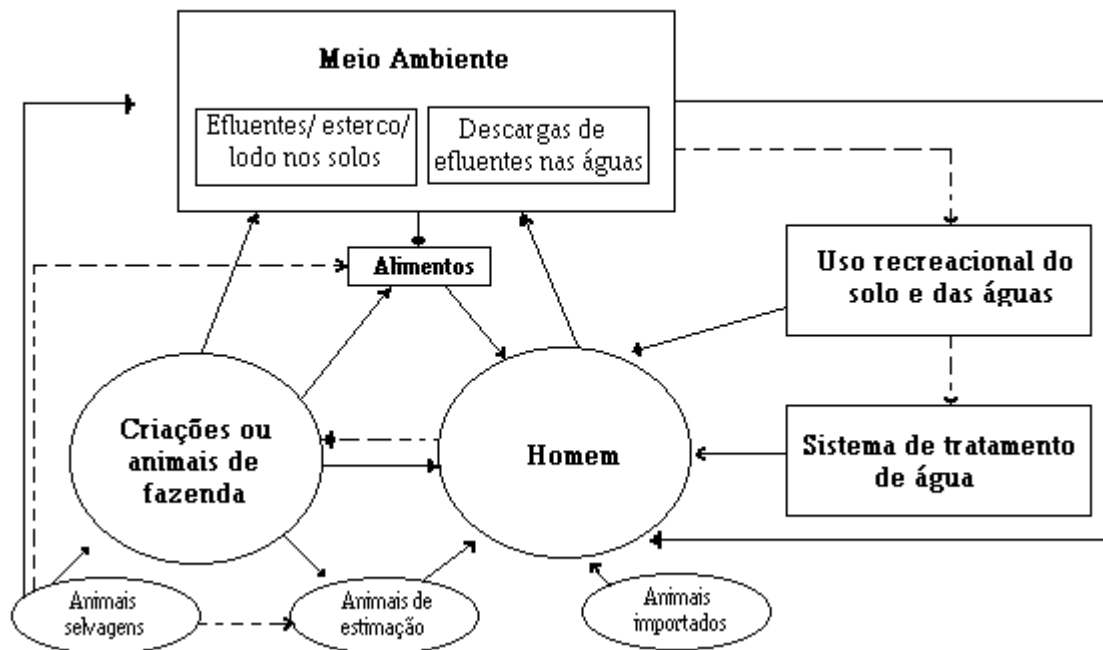 Meio Ambiente
Efluentes/ esterco/
lodo nos solos
Descargas de
efluentes nas águas
Alimentos
Uso recreacional do
solo e das águas
Criações ou
animais de
fazenda
Homem
Sistema de tratamento
de água
Animais
selvagens
Animais de
estimação
Animais
importados